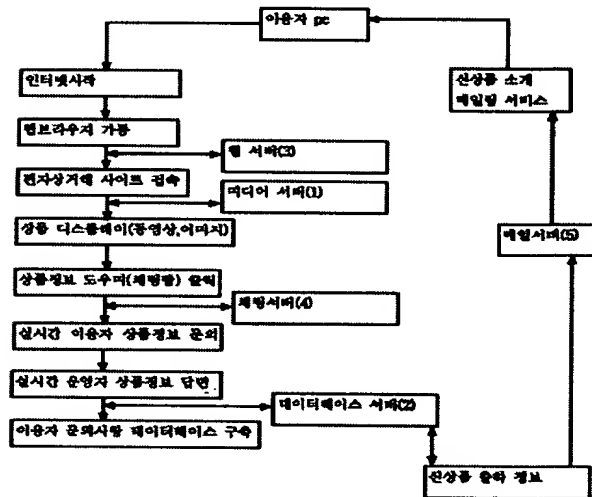 이용자 pc
인터넷시작
신상품 소개
메일링 서비스
웹브라우저 가동
웹 서버(3)
전자상거래 사이트 접속
미디어 서버(1)
상품 디스플레이(동영상,이미지)
메일서버(5)
상품정보 도우미(채팅방) 클릭
채팅서버(4)
실시간 이용자 상품정보 문의
실시간 운영자 상품정보 답변
데이터베이스 서버(2)
이용자 문의사항 데이터베이스 구축
신상품 출하 정보